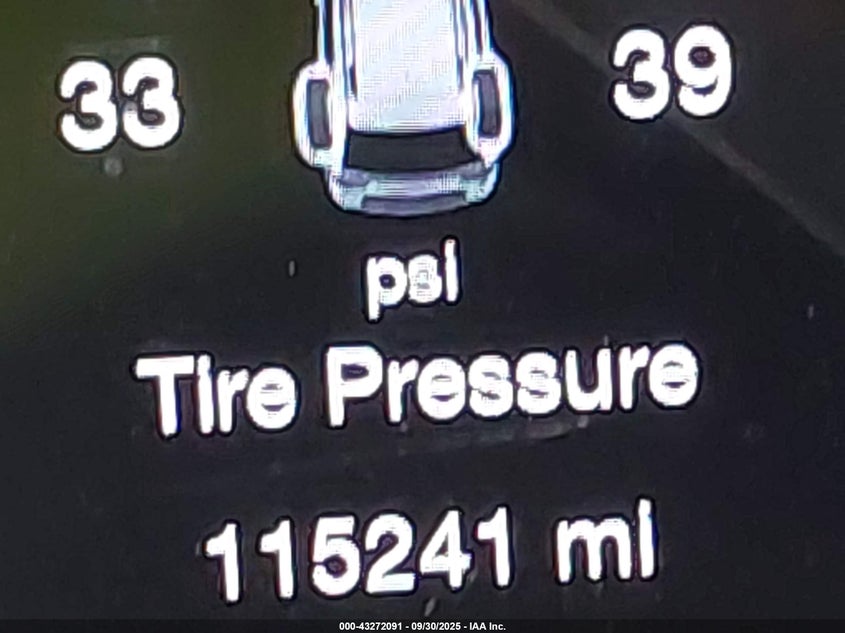 33 39
psi
Tire Pressure
115241 mi
000-43272091 - 09/30/2025 - IAA Inc.